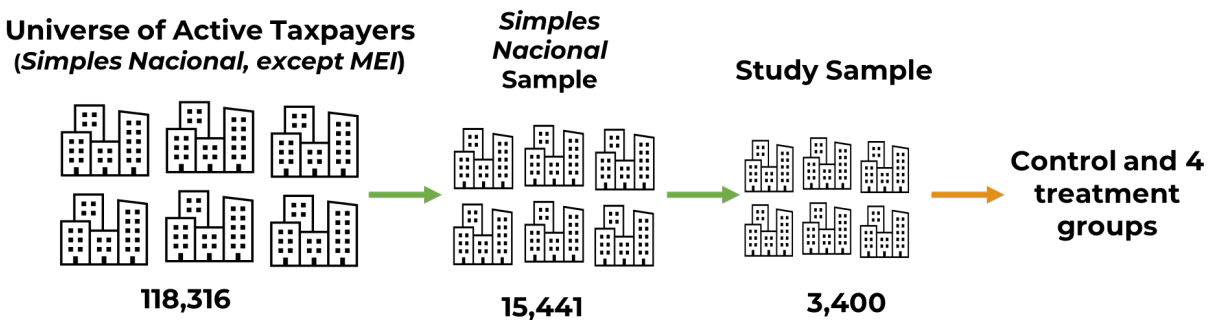 Universe of Active Taxpayers
(Simples Nacional, except MEI)
118,316
Simples
Nacional
Sample
15,441
Study Sample
3,400
Control and 4
treatment
groups